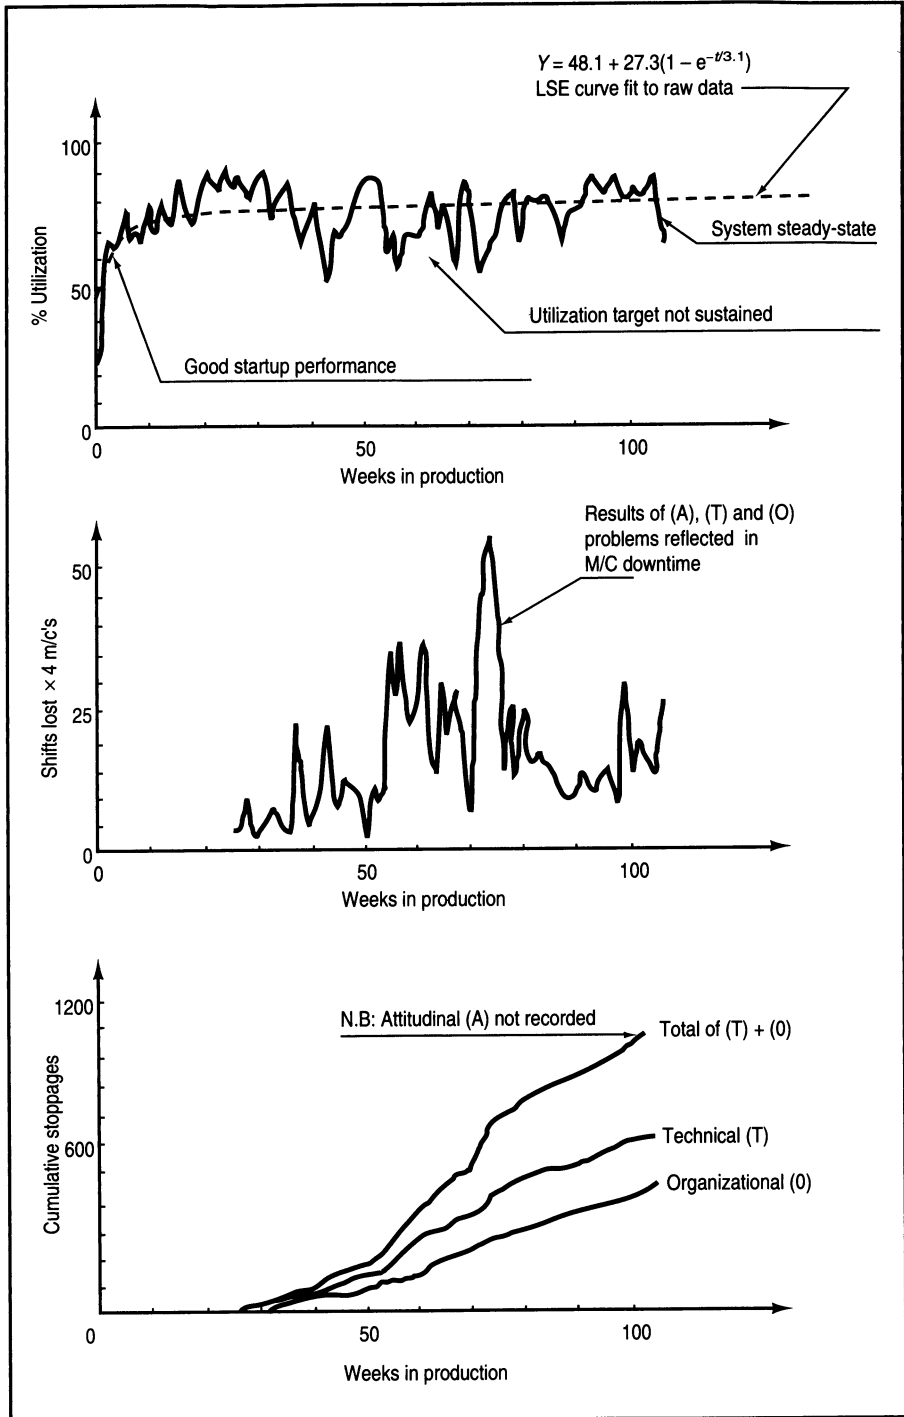 Y = 48.1 + 27.3(1 – e–t/3.1)
LSE curve fit to raw data
100
50
0
% Utilization
System steady-state
Utilization target not sustained
Good startup performance
0
50
100
Weeks in production
Results of (A), (T) and (O)
problems reflected in
M/C downtime
50
25
0
Shifts lost × 4 m/c's
0
50
100
Weeks in production
1200
600
Cumulative stoppages
N.B: Attitudinal (A) not recorded
Total of (T) + (0)
Technical (T)
Organizational (0)
0
50
100
Weeks in production